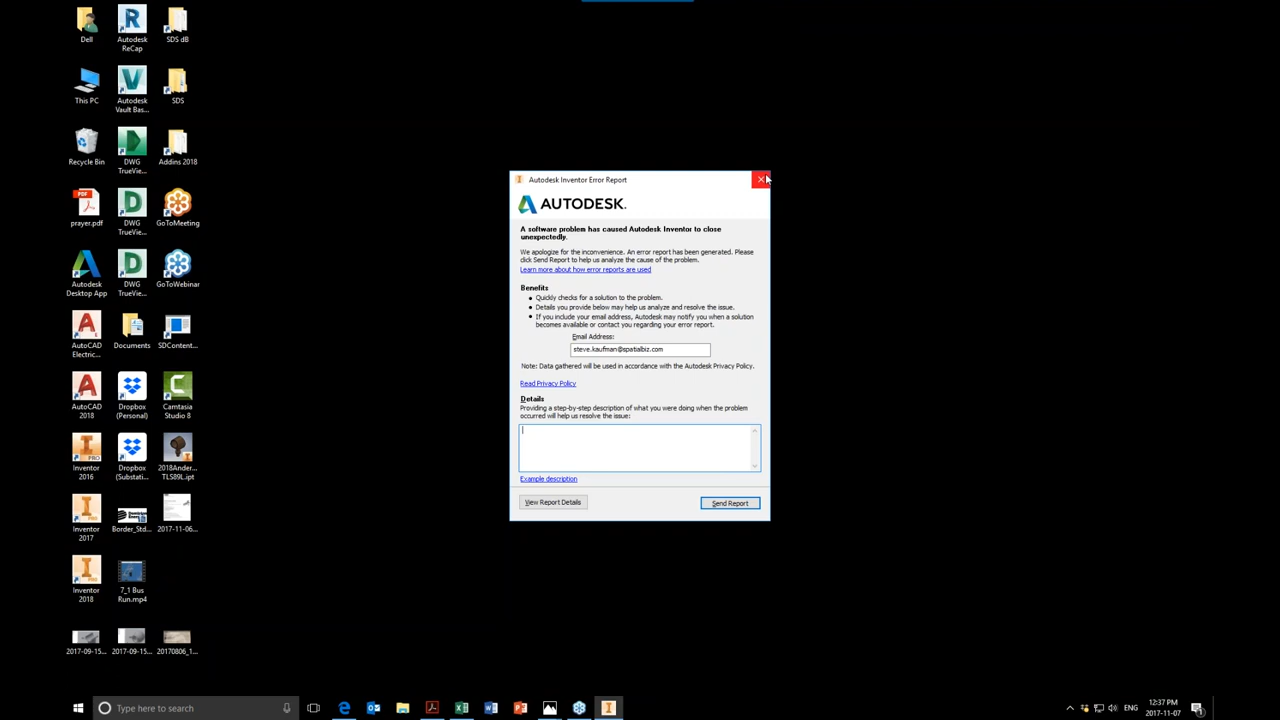 Dell
Autodesk
ReCap
SDS dB
This PC
Autodesk
Vault Bas...
SDS
Recycle Bin
DWG
TrueVie...
Addins 2018
PDF
prayer.pdf
DWG
TrueVie...
GoToMeeting
Autodesk
Desktop App
DWG
TrueVie...
GoToWebinar
AutoCAD
Electric...
Documents
SDConten...
AutoCAD
2018
Dropbox
(Personal)
Camtasia
Studio 8
PRO
Inventor
2016
Dropbox
(Substati...
2018Ander...
TLS89L.ipt
PRO
Inventor
2017
Border_Std...
2017-11-06...
PRO
Inventor
2018
7_1 Bus
Run.mp4
2017-09-15...
2017-09-15...
20170806_1...
Autodesk Inventor Error Report
AUTODESK.
A software problem has caused Autodesk Inventor to close
unexpectedly.
We apologize for the inconvenience. An error report has been generated. Please
click Send Report to help us analyze the cause of the problem.
Learn more about how error reports are used
Benefits
Quickly checks for a solution to the problem.
Details you provide below may help us analyze and resolve the issue.
If you include your email address, Autodesk may notify you when a solution
becomes available or contact you regarding your error report.
Email Address:
steve.kaufman@spatialbiz.com
Note: Data gathered will be used in accordance with the Autodesk Privacy Policy.
Read Privacy Policy
Details
Providing a step-by-step description of what you were doing when the problem
occurred will help us resolve the issue:
Example description
View Report Details
Send Report
Type here to search
ENG
12:37 PM
2017-11-07